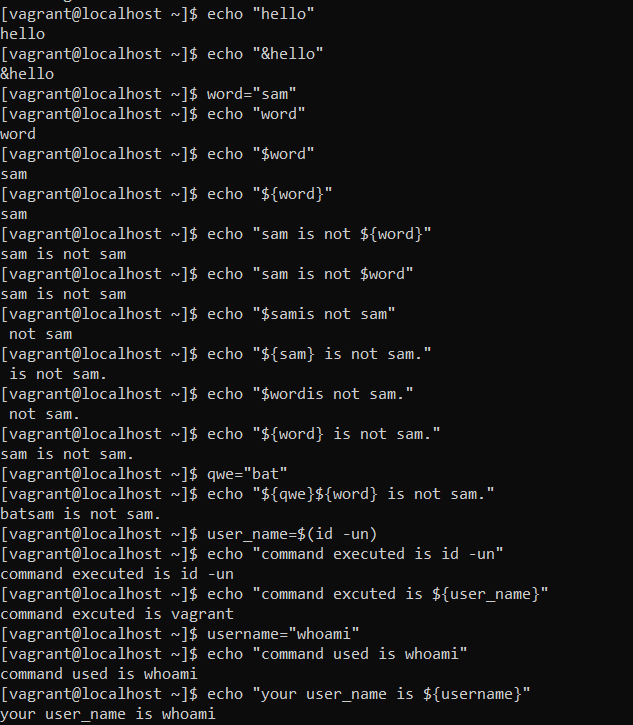 [vagrant@localhost ~]$ echo "hello"
hello
[vagrant@localhost ~]$ echo "&hello"
&hello
[vagrant@localhost ~]$ word="sam"
[vagrant@localhost ~]$ echo "word"
word
[vagrant@localhost ~]$ echo "$word"
sam
[vagrant@localhost ~]$ echo "${word}"
sam
[vagrant@localhost ~]$ echo "sam is not ${word}"
sam is not sam
[vagrant@localhost ~]$ echo "sam is not $word"
sam is not sam
[vagrant@localhost ~]$ echo "$samis not sam"
 not sam
[vagrant@localhost ~]$ echo "${sam} is not sam."
 is not sam.
[vagrant@localhost ~]$ echo "$wordis not sam."
 not sam.
[vagrant@localhost ~]$ echo "${word} is not sam."
sam is not sam.
[vagrant@localhost ~]$ qwe="bat"
[vagrant@localhost ~]$ echo "${qwe}${word} is not sam."
batsam is not sam.
[vagrant@localhost ~]$ user_name=$(id -un)
[vagrant@localhost ~]$ echo "command executed is id -un"
command executed is id -un
[vagrant@localhost ~]$ echo "command excuted is ${user_name}"
command excuted is vagrant
[vagrant@localhost ~]$ username="whoami"
[vagrant@localhost ~]$ echo "command used is whoami"
command used is whoami
[vagrant@localhost ~]$ echo "your user_name is ${username}"
your user_name is whoami